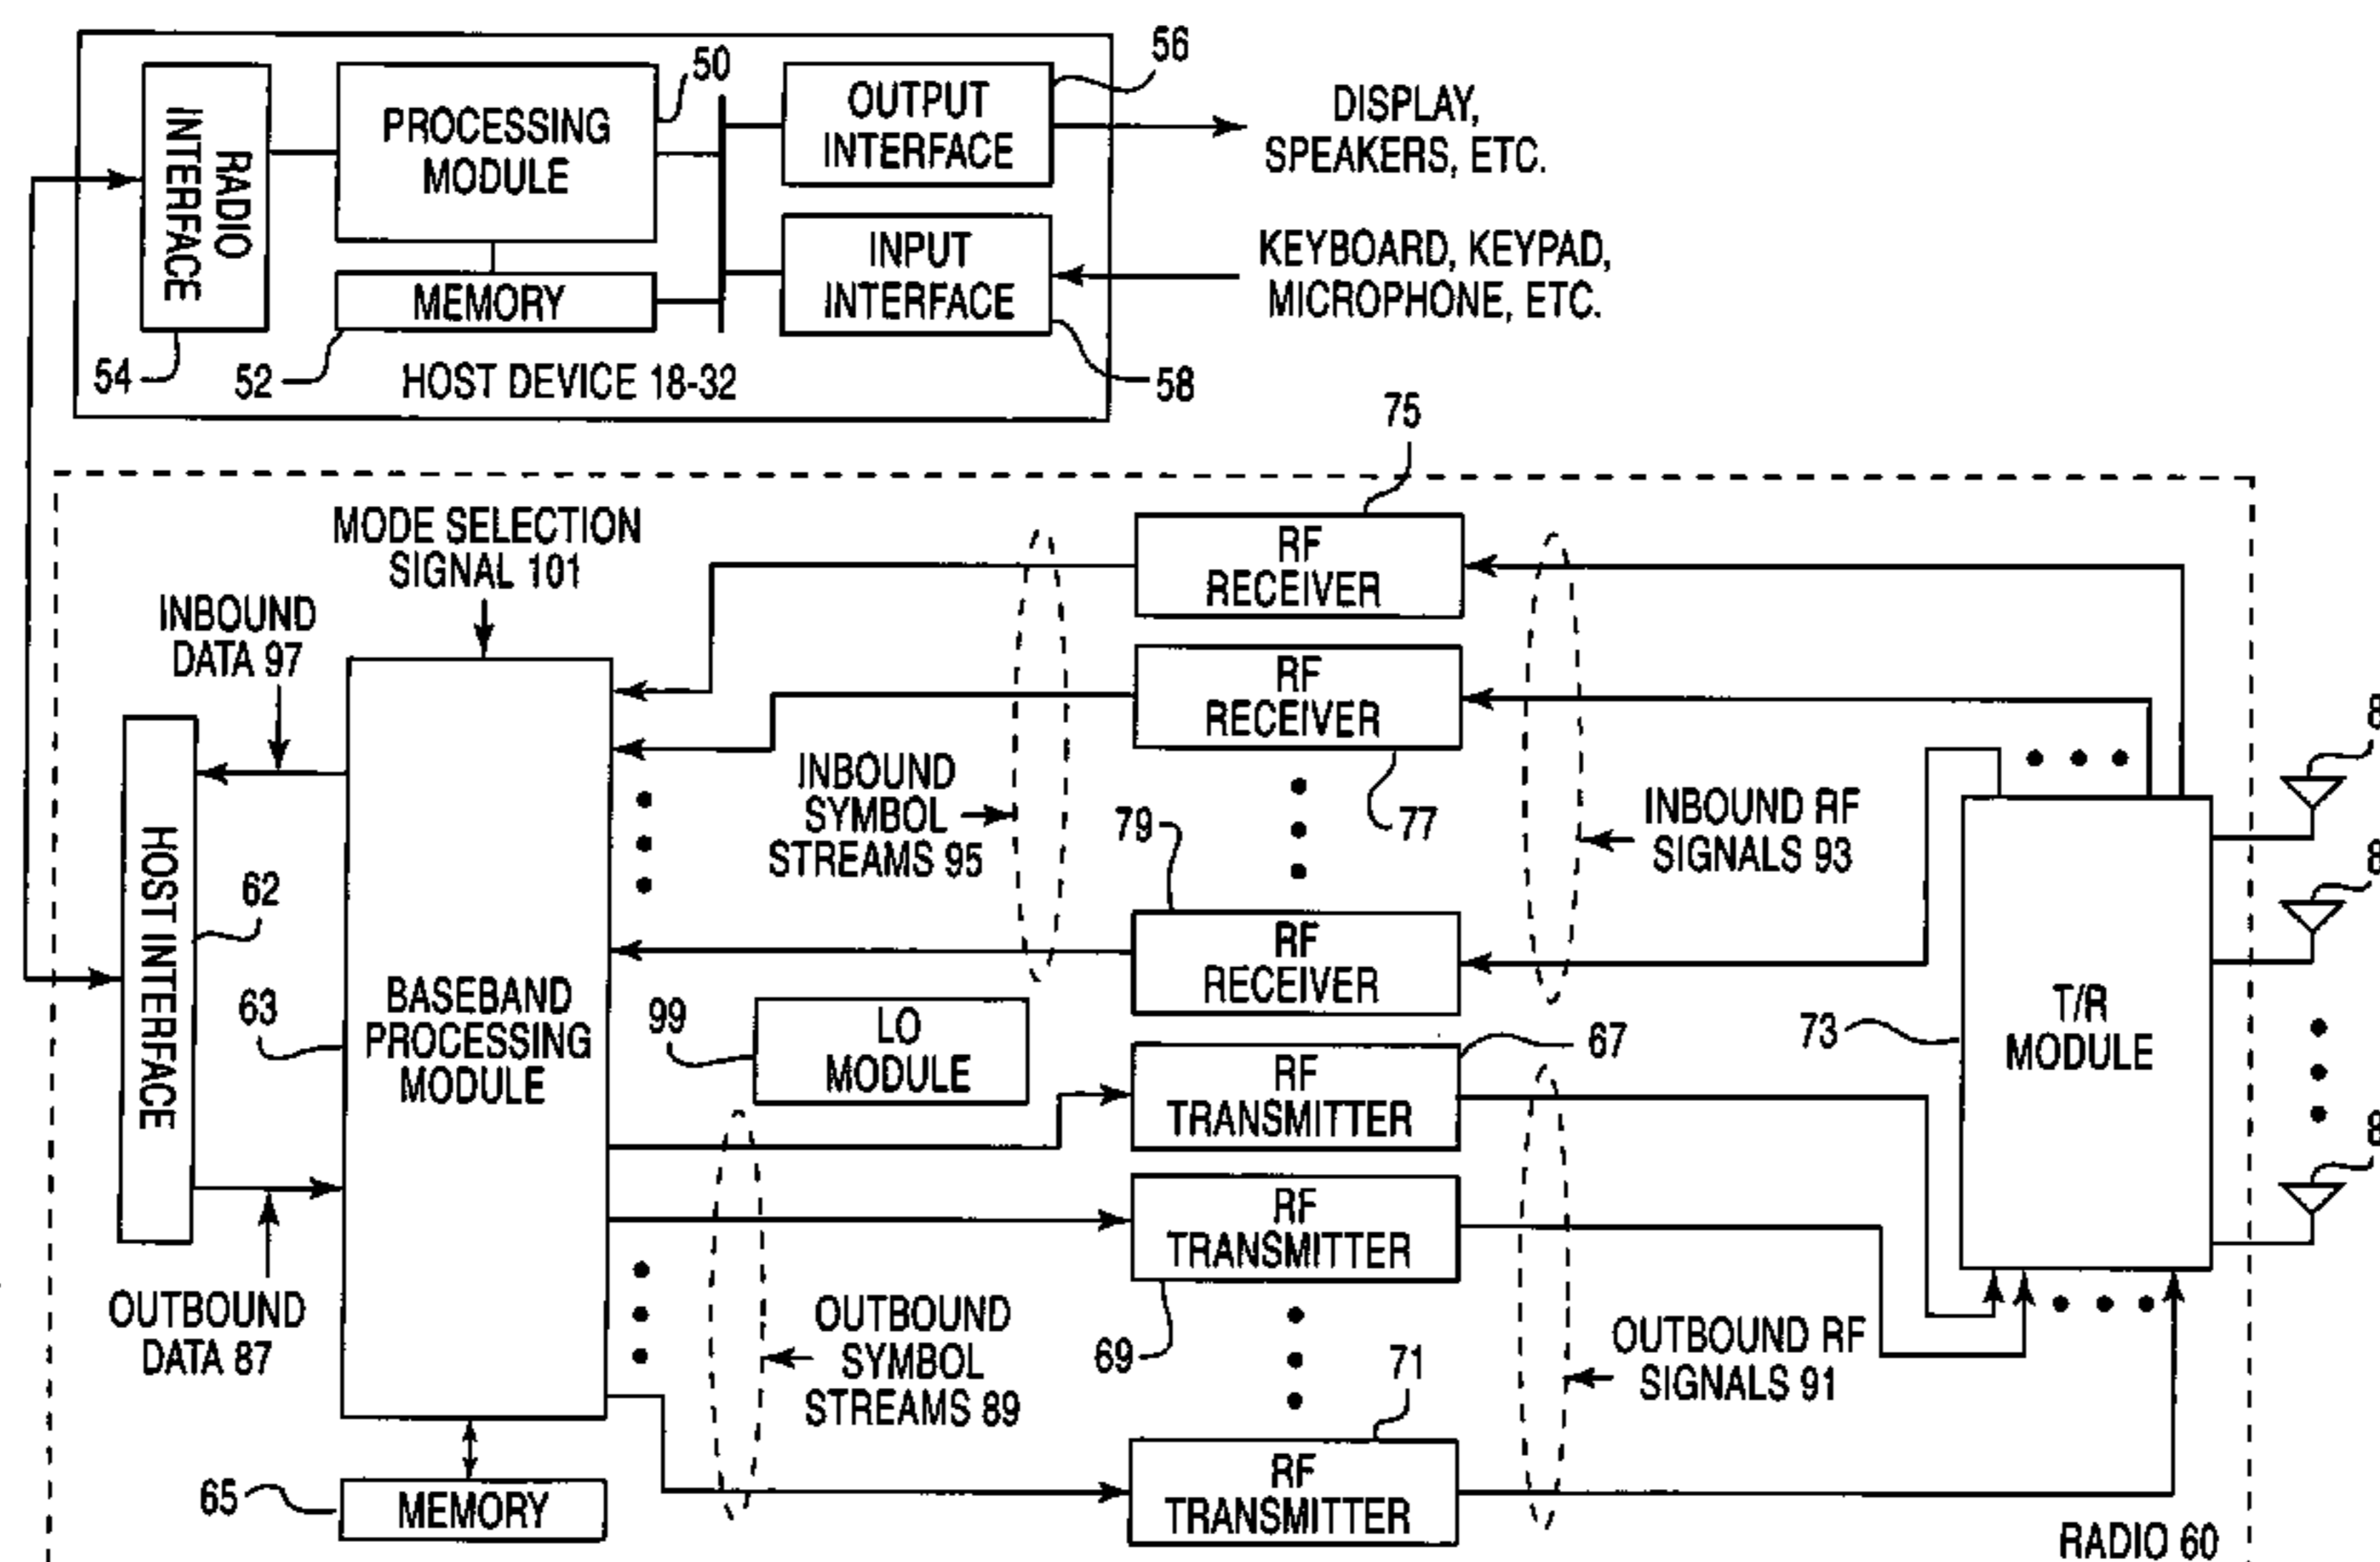 56
50
OUTPUT
INTERFACE
DISPLAY,
SPEAKERS, ETC.
PROCESSING
MODULE
RADIO
INTERFACE
INPUT
INTERFACE
KEYBOARD, KEYPAD,
MICROPHONE, ETC.
MEMORY
54
52
HOST DEVICE 18-32
58
75
MODE SELECTION
SIGNAL 101
RF
RECEIVER
INBOUND
DATA 97
RF
RECEIVER
INBOUND
SYMBOL
STREAMS 95
77
79
INBOUND RF
SIGNALS 93
8
8
HOST INTERFACE
62
63
BASEBAND
PROCESSING
MODULE
RF
RECEIVER
99
LO
MODULE
67
73
T/R
MODULE
RF
TRANSMITTER
8
RF
TRANSMITTER
OUTBOUND
DATA 87
OUTBOUND
SYMBOL
STREAMS 89
69
71
OUTBOUND RF
SIGNALS 91
65
MEMORY
RF
TRANSMITTER
RADIO 60